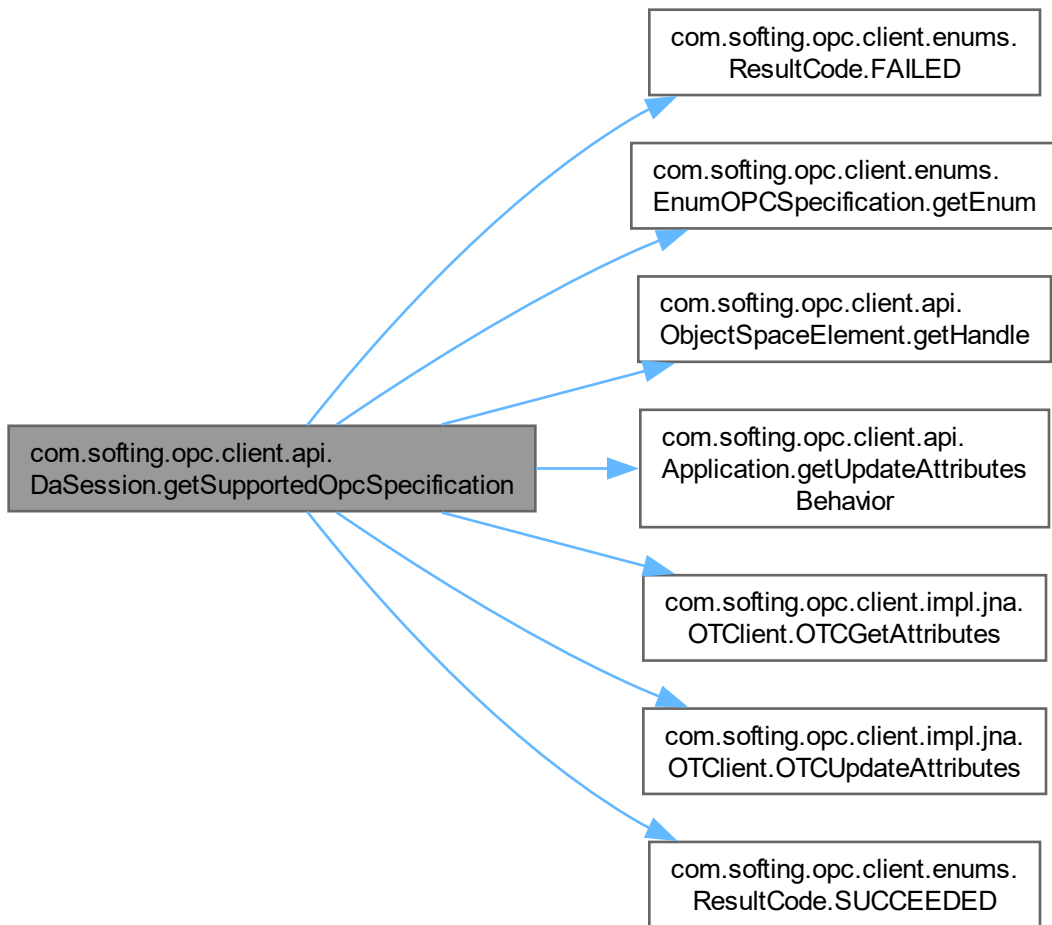 com.softing.opc.client.enums.
ResultCode.FAILED
com.softing.opc.client.enums.
EnumOPCSpecification.getEnum
com.softing.opc.client.api.
ObjectSpaceElement.getHandle
com.softing.opc.client.api.
DaSession.getSupportedOpcSpecification
com.softing.opc.client.api.
Application.getUpdateAttributes
Behavior
com.softing.opc.client.impl.jna.
OTClient.OTCGetAttributes
com.softing.opc.client.impl.jna.
OTClient.OTCUpdateAttributes
com.softing.opc.client.enums.
ResultCode.SUCCEEDED